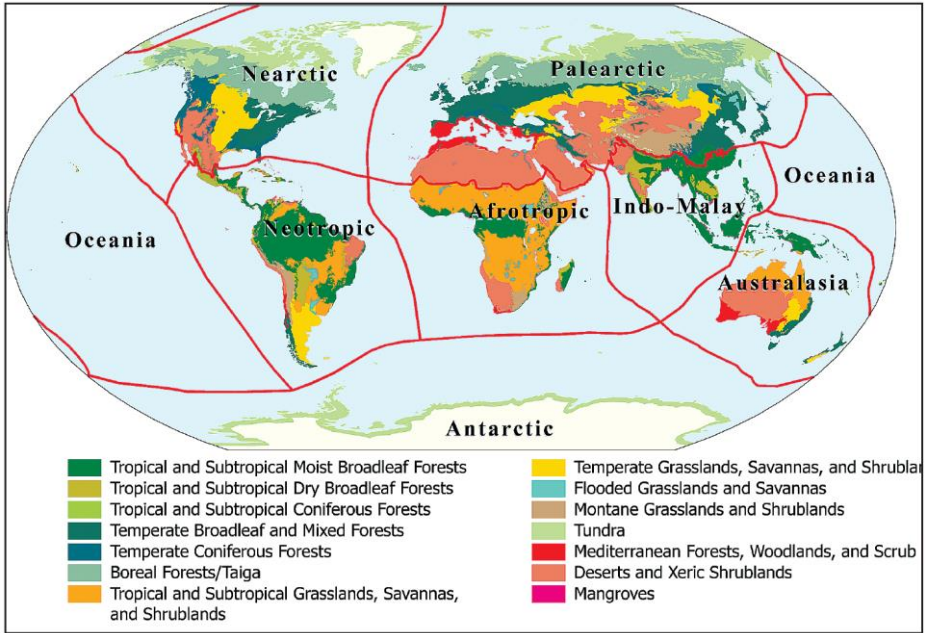 Nearctic
Palearctic
Oceania
Neotropic
Afrotropic
Indo-Malay
Oceania
Australasia
Antarctic
Tropical and Subtropical Moist Broadleaf Forests
Tropical and Subtropical Dry Broadleaf Forests
Tropical and Subtropical Coniferous Forests
Temperate Broadleaf and Mixed Forests
Temperate Coniferous Forests
Boreal Forests/Taiga
Tropical and Subtropical Grasslands, Savannas,
and Shrublands
Temperate Grasslands, Savannas, and Shrublan
Flooded Grasslands and Savannas
Montane Grasslands and Shrublands
Tundra
Mediterranean Forests, Woodlands, and Scrub
Deserts and Xeric Shrublands
Mangroves